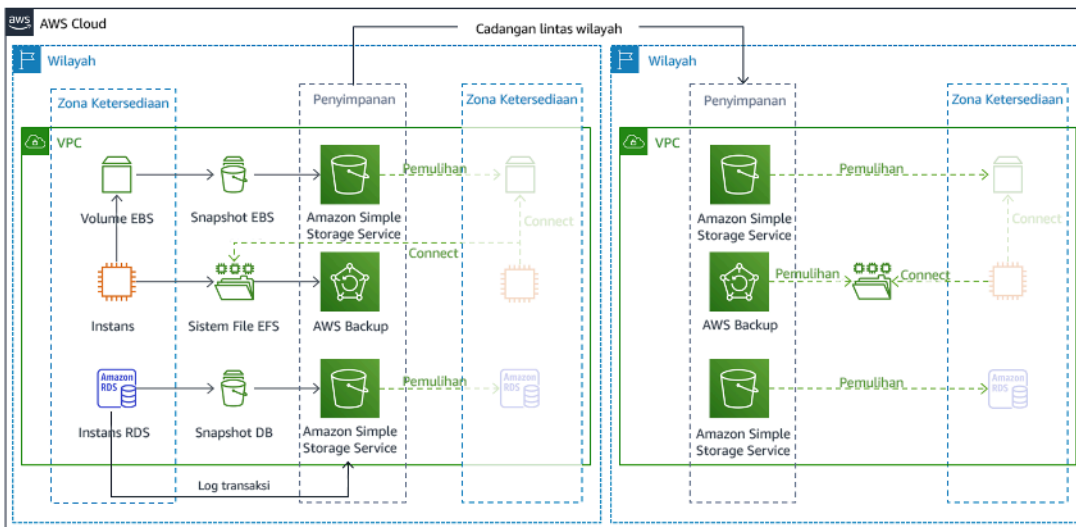 aws
AWS Cloud
Cadangan lintas wilayah
Wilayah
Zona Ketersediaan
Penyimpanan
Zona Ketersediaan
VPC
Volume EBS
Snapshot EBS
Amazon Simple
Storage Service
Pemulihan
Connect
Connect
Instans
Sistem File EFS
AWS Backup
Amazon
RDS
Instans RDS
Snapshot DB
Amazon Simple
Storage Service
Pemulihan
Amazon
RDS
Log transaksi
Wilayah
Penyimpanan
Zona Ketersediaan
VPC
Amazon Simple
Storage Service
Pemulihan
Connect
AWS Backup
Pemulihan
Connect
Amazon Simple
Storage Service
Pemulihan
Amazon
RDS